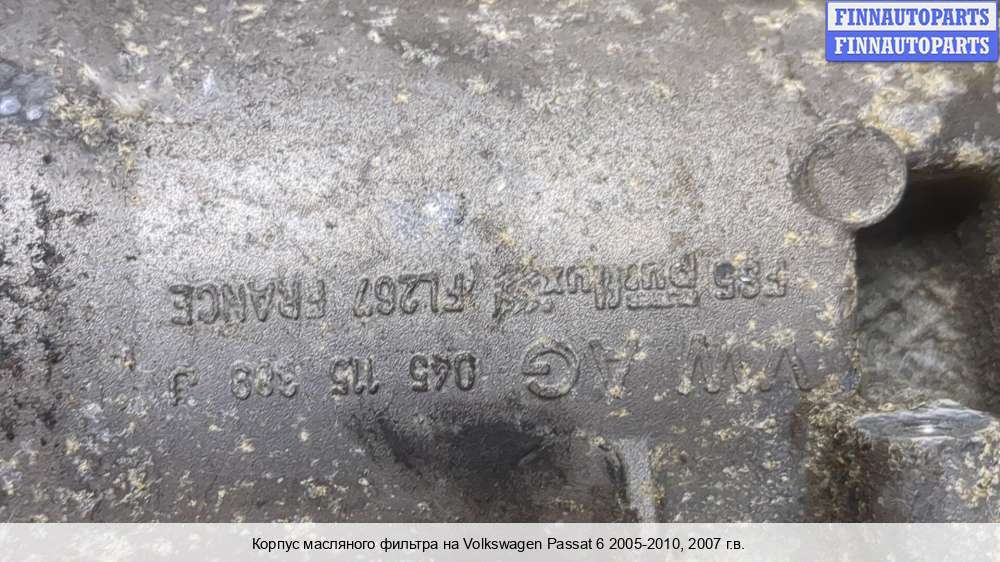 FINNAUTOPARTS
FINNAUTOPARTS
VW AG 045 115 389 J
F85 purflux FL267 FRANCE
Корпус масляного фильтра на Volkswagen Passat 6 2005-2010, 2007 г.в.